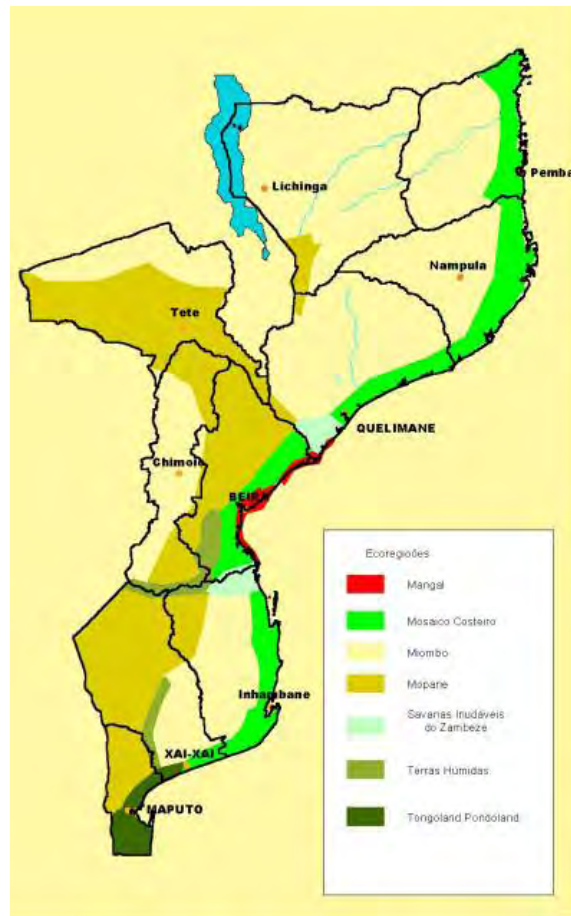 Pemba
Lichinga
Nampula
Tete
QUELIMANE
Chimoio
BEIRA
Inhambane
XAI-XAI
MAPUTO
Ecoregioões
Mangal
Mosaico Costeiro
Miombo
Mopane
Savanas Inudáveis
do Zambeze
Terras Húmidas
Tongoland Pondoland